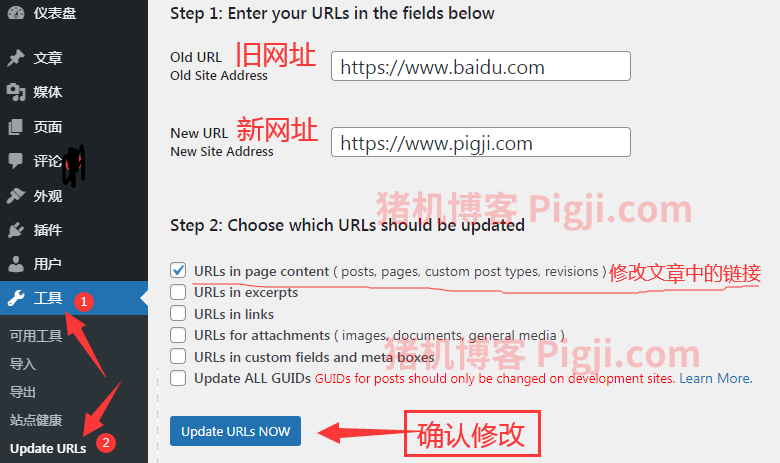 仪表盘
文章
媒体
页面
评论
外观
插件
用户
工具 1
可用工具
导入
导出
站点健康
Update URLs 2
Step 1: Enter your URLs in the fields below
Old URL 旧网址
Old Site Address
https://www.baidu.com
New URL 新网址
New Site Address
https://www.pigji.com
猪机博客 Pigji.com
Step 2: Choose which URLs should be updated
URLs in page content ( posts, pages, custom post types, revisions ) 修改文章中的链接
URLs in excerpts
URLs in links
URLs for attachments ( images, documents, general media )
猪机博客 Pigji.com
URLs in custom fields and meta boxes
Update ALL GUIDs GUIDs for posts should only be changed on development sites. Learn More.
Update URLs NOW
确认修改